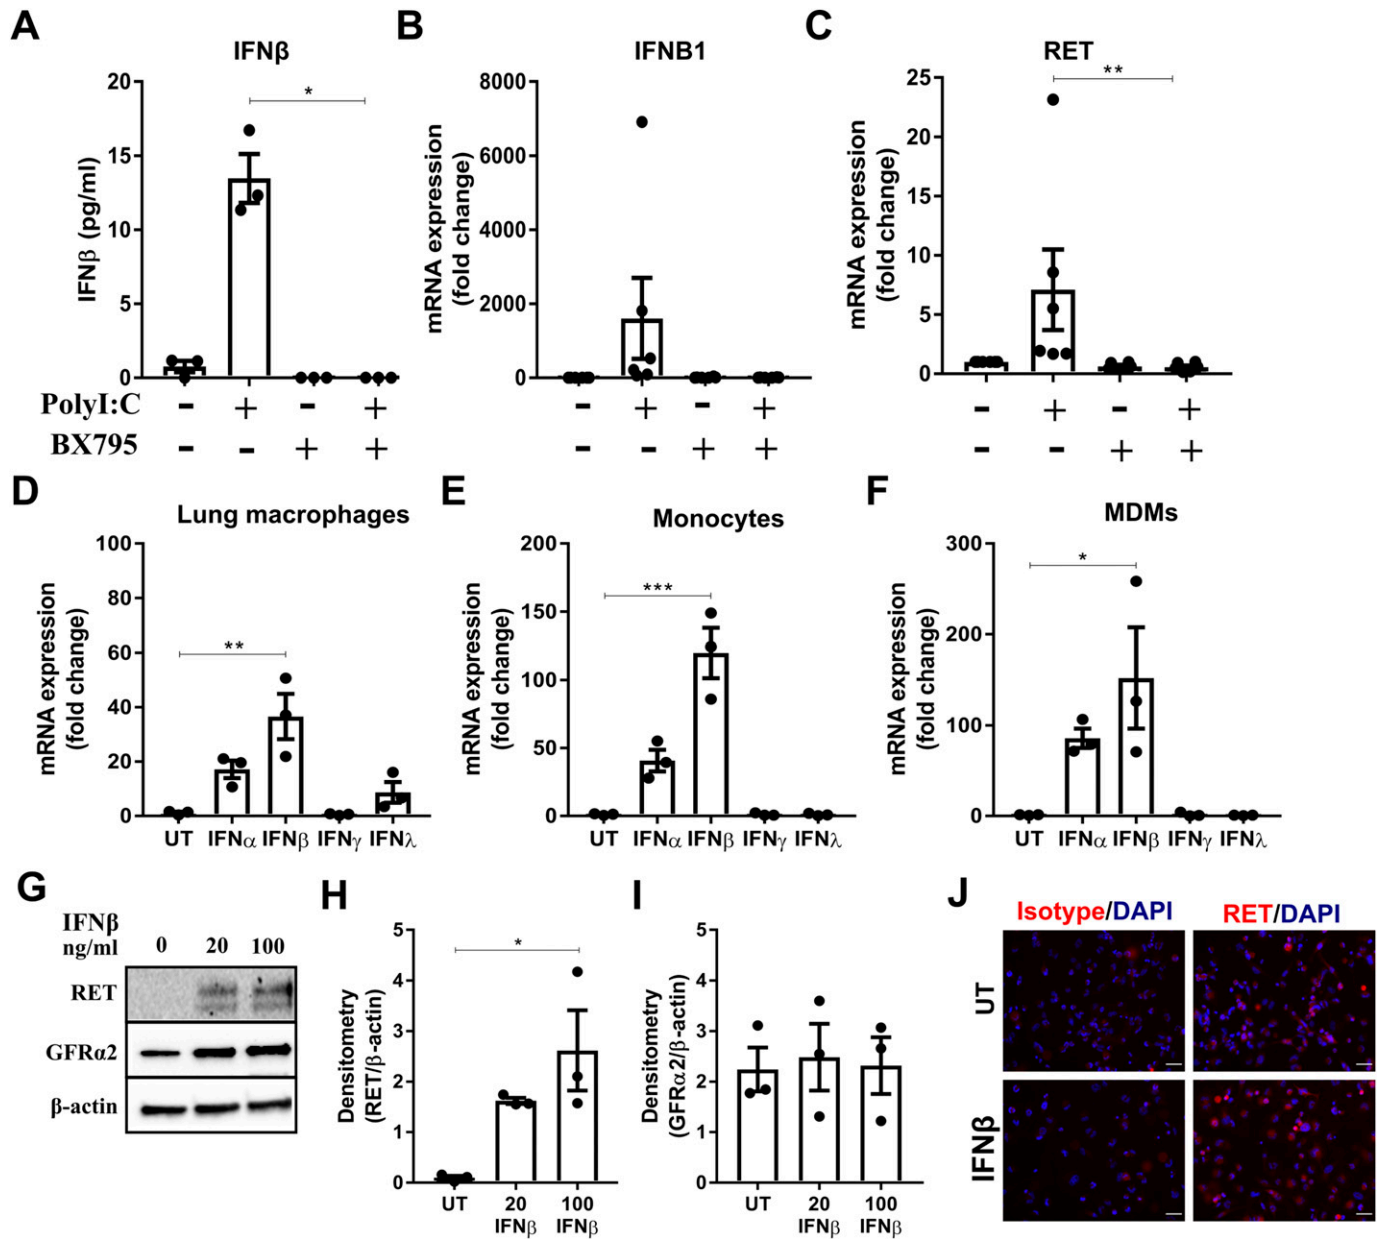 A
IFNβ
IFNβ (pg/ml)
20
15
10
5
0
*
B
IFNB1
mRNA expression
(fold change)
8000
6000
4000
2000
0
C
RET
mRNA expression
(fold change)
25
20
15
10
5
0
**
PolyI:C - + - + - + - + - + - +
BX795 - - + + - - + + - - + +
D
Lung macrophages
mRNA expression
(fold change)
100
80
60
40
20
0
**
UT IFNα IFNβ IFNγ IFNλ
E
Monocytes
mRNA expression
(fold change)
200
150
100
50
0
***
UT IFNα IFNβ IFNγ IFNλ
F
MDMs
mRNA expression
(fold change)
300
200
100
0
*
UT IFNα IFNβ IFNγ IFNλ
G
IFNβ
ng/ml 0 20 100
RET
GFRα2
β-actin
H
Densitometry
(RET/β-actin)
5
4
3
2
1
0
*
UT 20 100
IFNβ IFNβ
I
Densitometry
(GFRα2/β-actin)
5
4
3
2
1
0
UT 20 100
IFNβ IFNβ
J
Isotype/DAPI RET/DAPI
UT
IFNβ